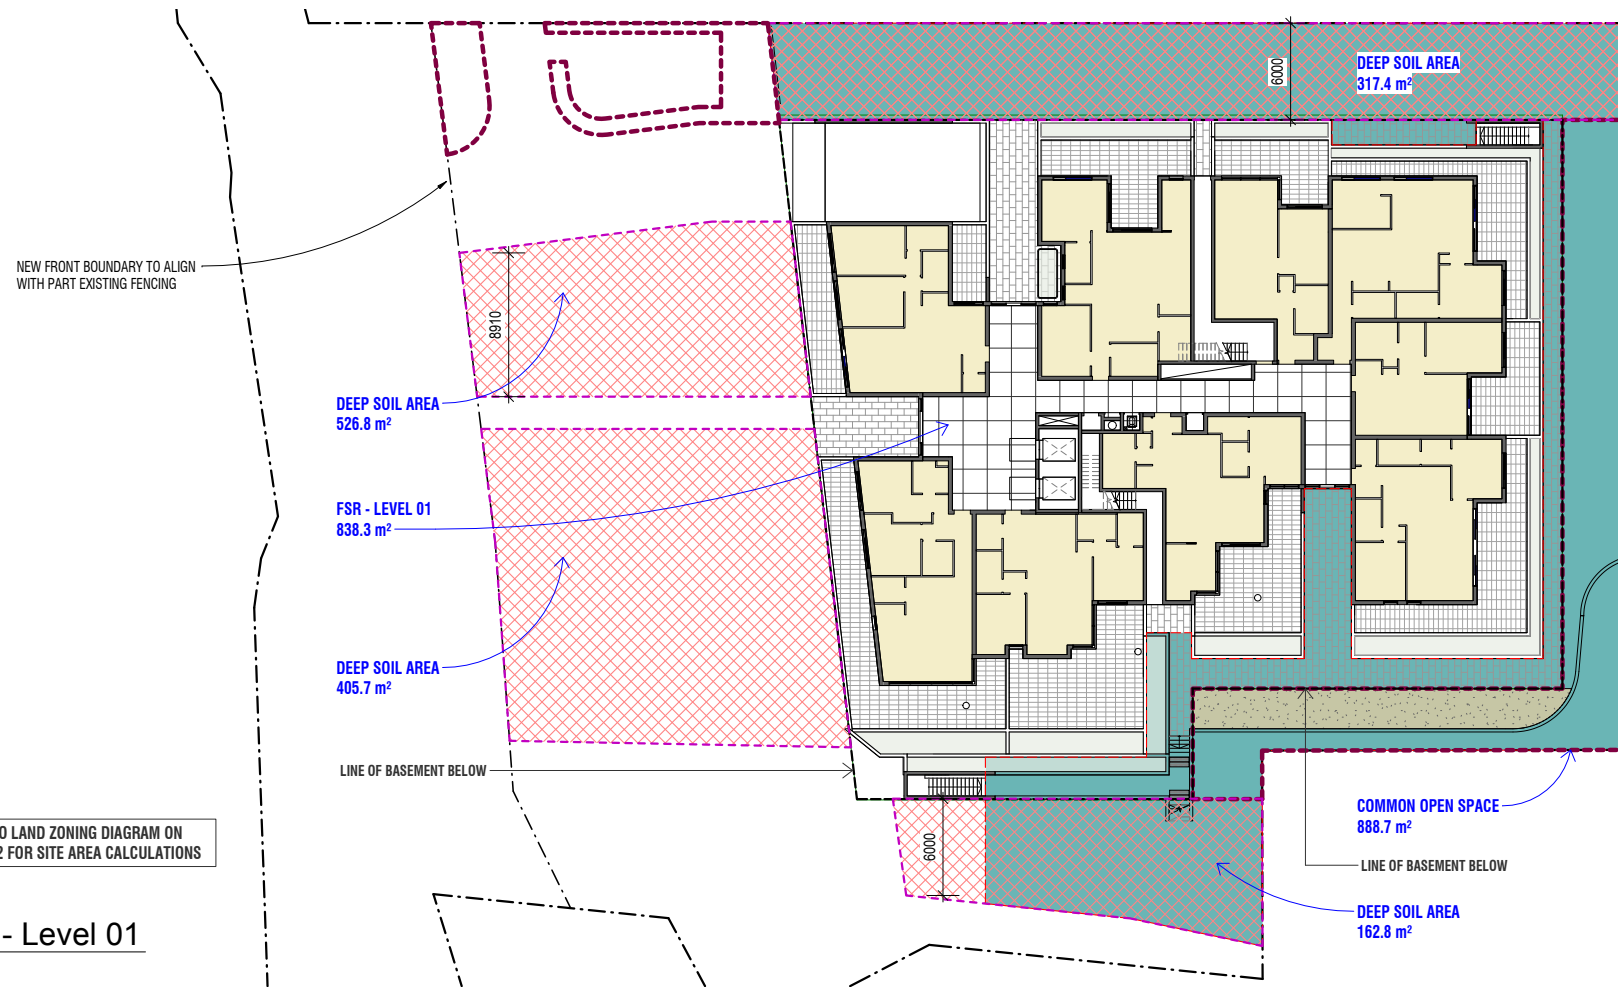 DEEP SOIL AREA
317.4 m²
6000
NEW FRONT BOUNDARY TO ALIGN
WITH PART EXISTING FENCING
8910
DEEP SOIL AREA
526.8 m²
FSR - LEVEL 01
838.3 m²
DEEP SOIL AREA
405.7 m²
LINE OF BASEMENT BELOW
O LAND ZONING DIAGRAM ON
2 FOR SITE AREA CALCULATIONS
6000
COMMON OPEN SPACE
888.7 m²
LINE OF BASEMENT BELOW
DEEP SOIL AREA
162.8 m²
- Level 01